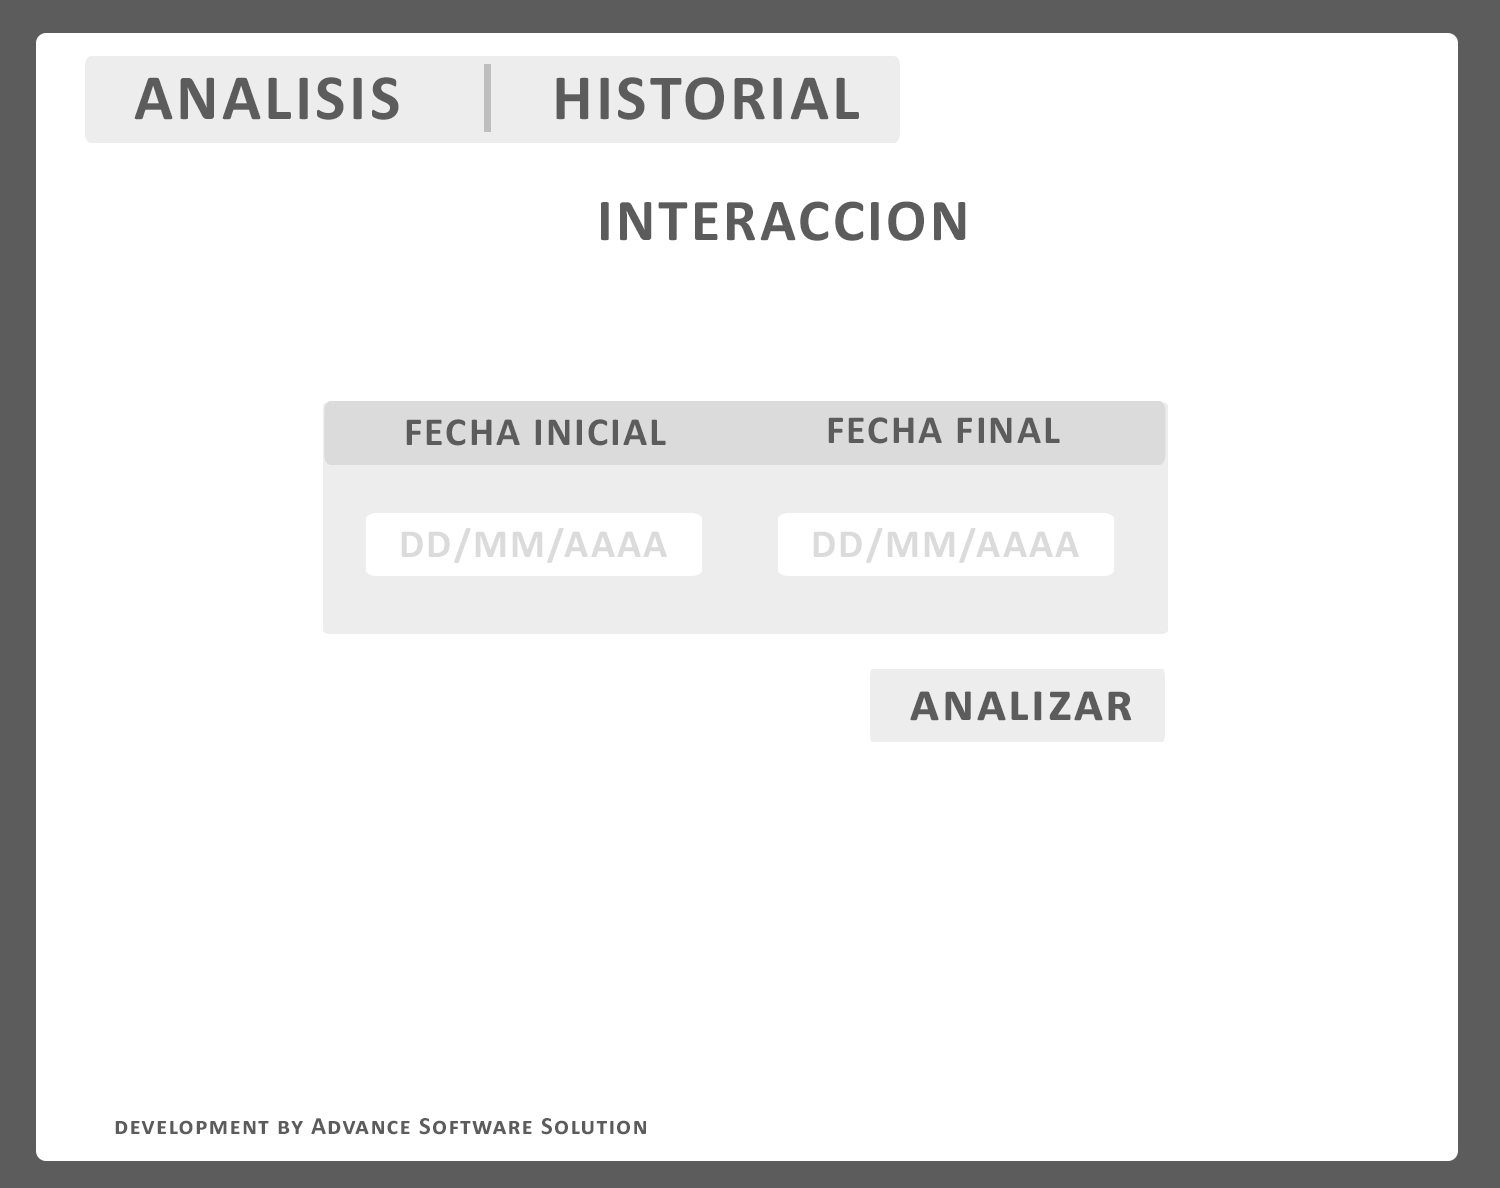 ANALISIS | HISTORIAL
INTERACCION
FECHA INICIAL FECHA FINAL
DD/MM/AAAA DD/MM/AAAA
ANALIZAR
development by Advance Software Solution